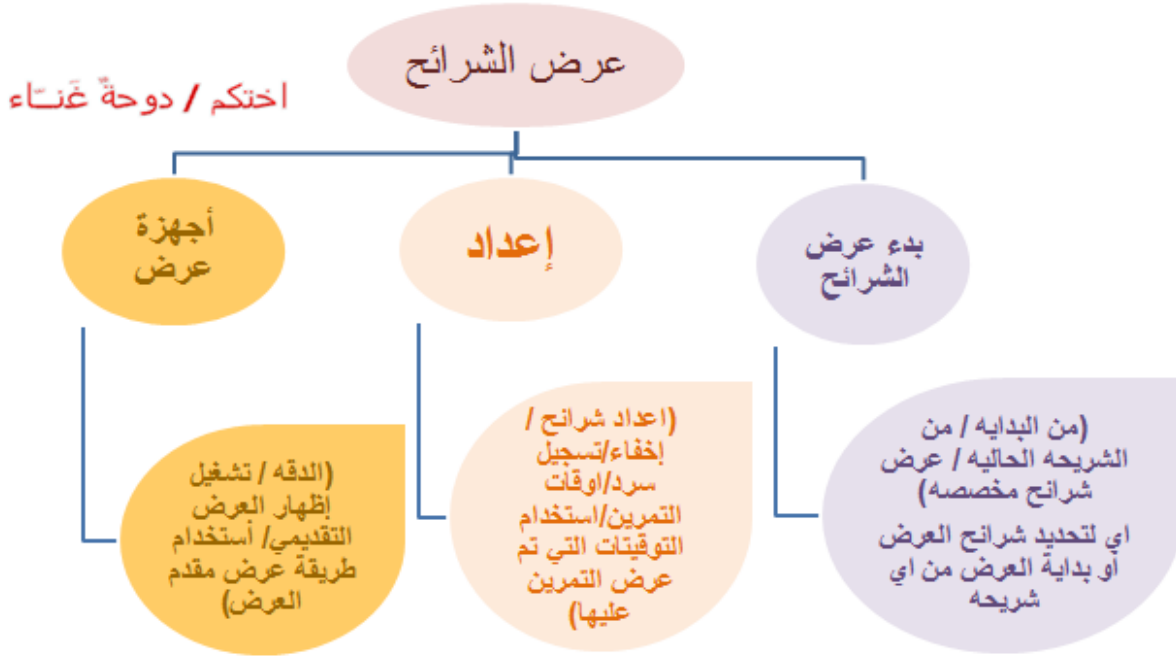 عرض الشرائح
اختكم / دوحةٌ غَنــّاء
بدء عرض
الشرائح
إعداد
أجهزة
عرض
(من البدايه / من
الشريحه الحاليه / عرض
شرائح مخصصه)
اي لتحديد شرائح العرض
أو بداية العرض من اي
شريحه
(اعداد شرائح /
إخفاء/تسجيل
سرد/اوقات
التمرين/استخدام
التوقيتات التي تم
عرض التمرين
عليها)
(الدقه / تشغيل
إظهار العرض
التقديمي/ أستخدام
طريقة عرض مقدم
العرض)